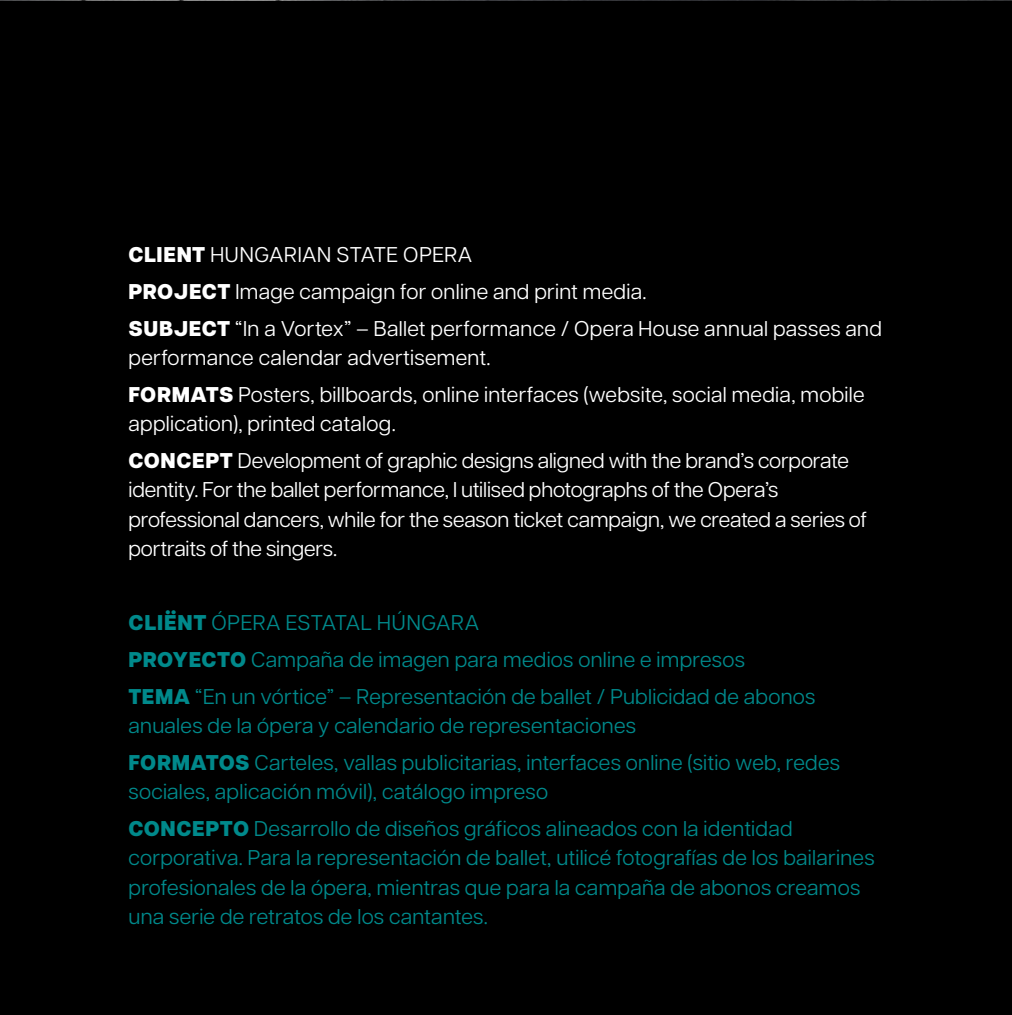 CLIENT HUNGARIAN STATE OPERA
PROJECT Image campaign for online and print media.
SUBJECT “In a Vortex” – Ballet performance / Opera House annual passes and
performance calendar advertisement.
FORMATS Posters, billboards, online interfaces (website, social media, mobile
application), printed catalog.
CONCEPT Development of graphic designs aligned with the brand’s corporate
identity. For the ballet performance, I utilised photographs of the Opera’s
professional dancers, while for the season ticket campaign, we created a series of
portraits of the singers.
CLIËNT ÓPERA ESTATAL HÚNGARA
PROYECTO Campaña de imagen para medios online e impresos
TEMA “En un vórtice” – Representación de ballet / Publicidad de abonos
anuales de la ópera y calendario de representaciones
FORMATOS Carteles, vallas publicitarias, interfaces online (sitio web, redes
sociales, aplicación móvil), catálogo impreso
CONCEPTO Desarrollo de diseños gráficos alineados con la identidad
corporativa. Para la representación de ballet, utilicé fotografías de los bailarines
profesionales de la ópera, mientras que para la campaña de abonos creamos
una serie de retratos de los cantantes.